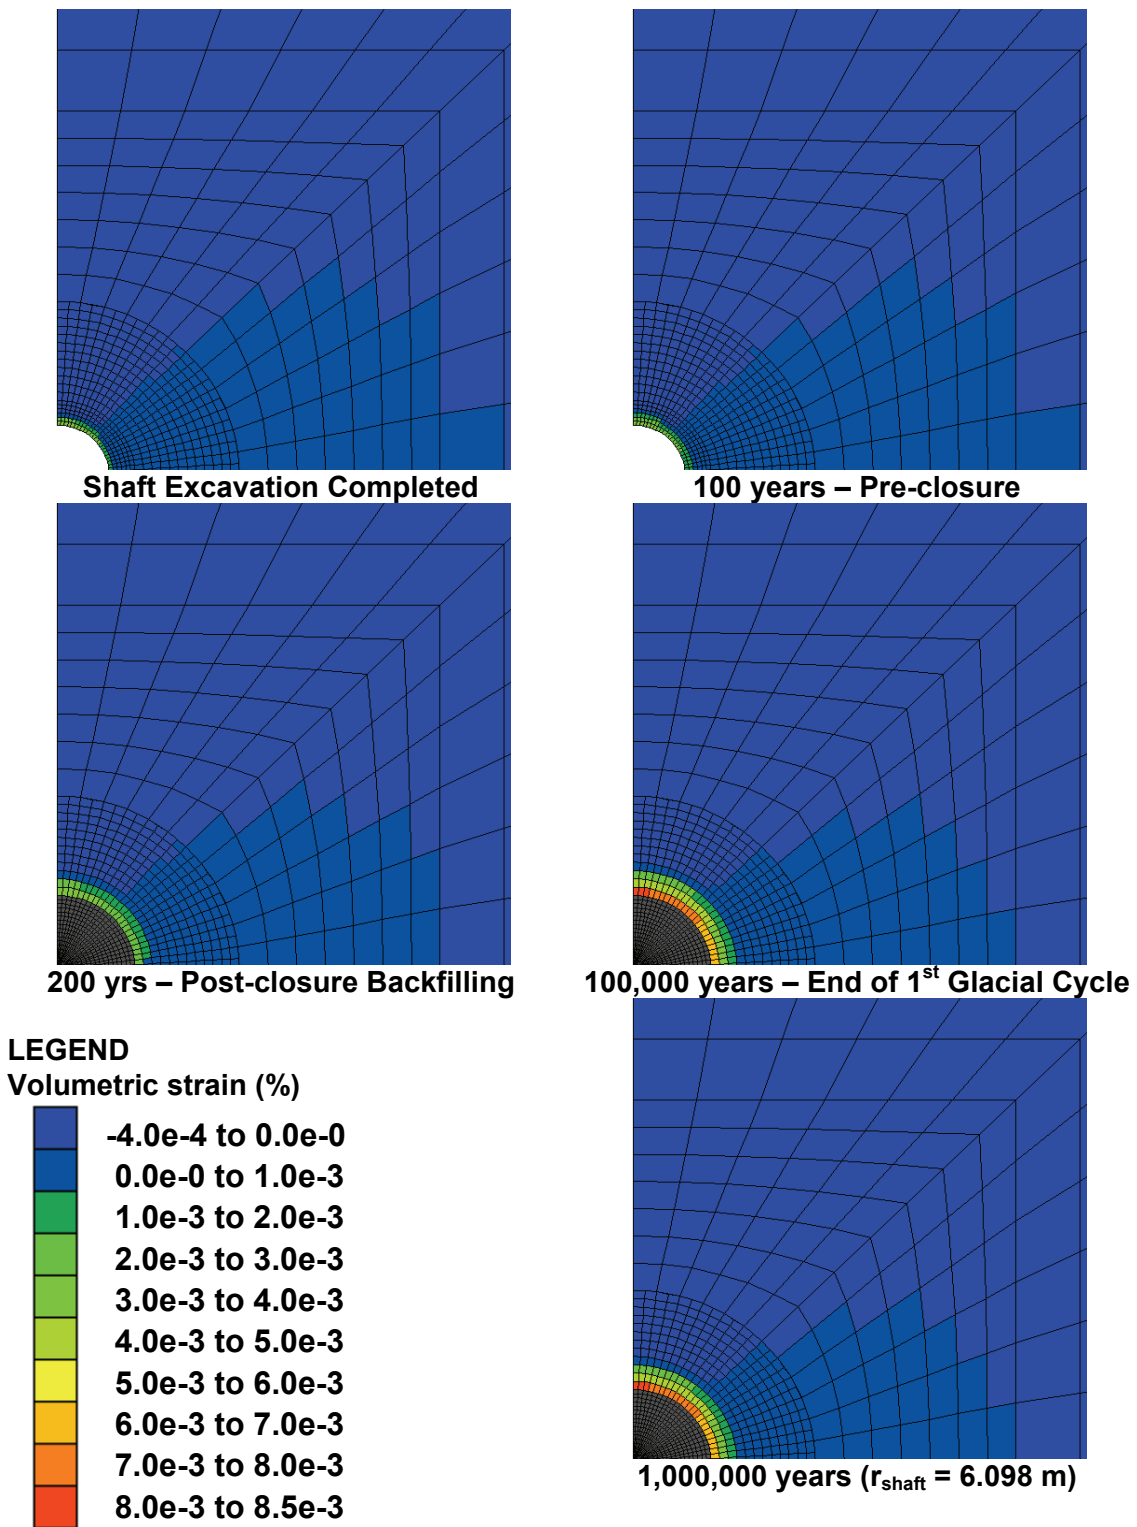 Shaft Excavation Completed
100 years – Pre-closure
200 yrs – Post-closure Backfilling
100,000 years – End of 1st Glacial Cycle
LEGEND
Volumetric strain (%)
-4.0e-4 to 0.0e-0
0.0e-0 to 1.0e-3
1.0e-3 to 2.0e-3
2.0e-3 to 3.0e-3
3.0e-3 to 4.0e-3
4.0e-3 to 5.0e-3
5.0e-3 to 6.0e-3
6.0e-3 to 7.0e-3
7.0e-3 to 8.0e-3
8.0e-3 to 8.5e-3
1,000,000 years (rshaft = 6.098 m)